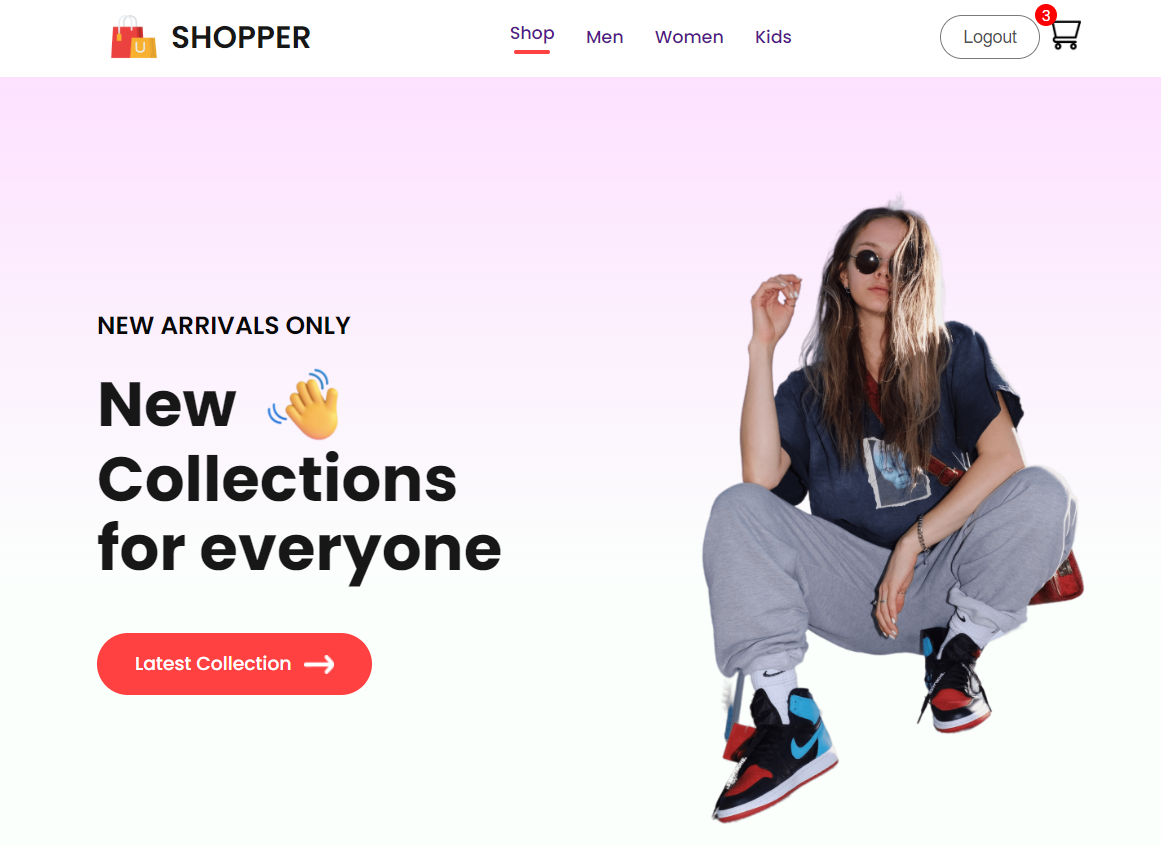 U
SHOPPER
Shop
Men
Women
Kids
Logout
3
NEW ARRIVALS ONLY
New
Collections
for everyone
Latest Collection